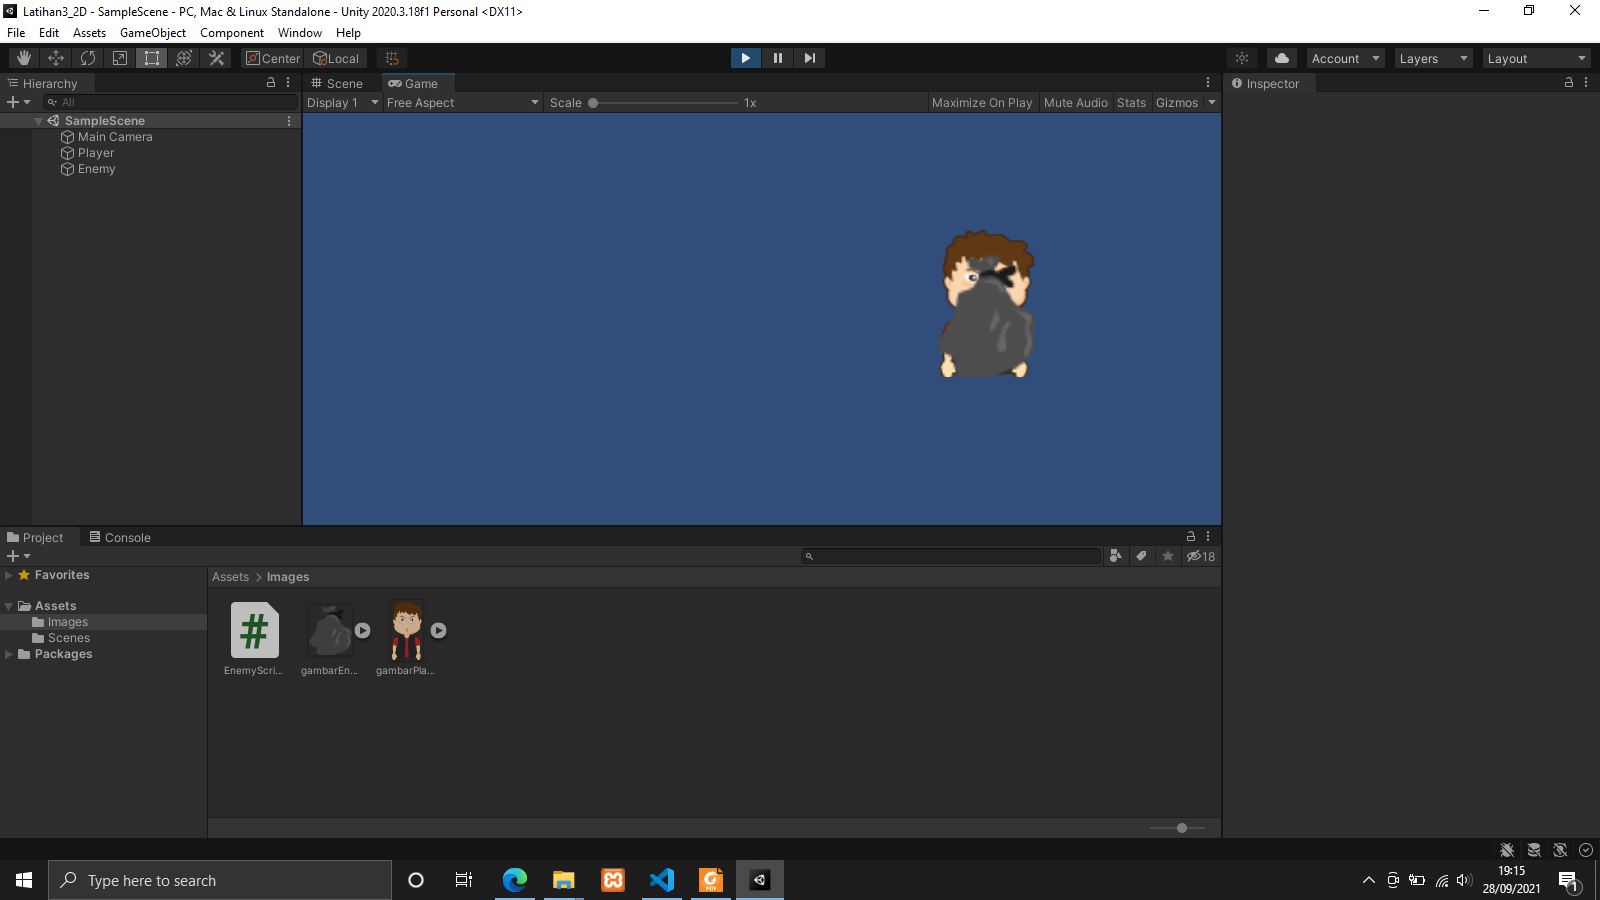 Latihan3_2D - SampleScene - PC, Mac & Linux Standalone - Unity 2020.3.18f1 Personal <DX11>
File Edit Assets GameObject Component Window Help
Center Local Account Layers Layout
Hierarchy
All
SampleScene
Main Camera
Player
Enemy
Scene Game
Display 1 Free Aspect Scale 1x Maximize On Play Mute Audio Stats Gizmos
Inspector
Project Console
18
Favorites
Assets
Images
Scenes
Packages
Assets > Images
EnemyScri... gambarEn... gambarPla...
Type here to search
19:15
28/09/2021
1